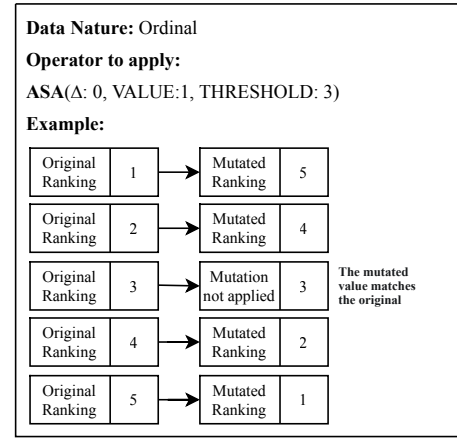 Data Nature: Ordinal
Operator to apply:
ASA(Δ: 0, VALUE:1, THRESHOLD: 3)
Example:
Original Ranking 1 Mutated Ranking 5
Original Ranking 2 Mutated Ranking 4
Original Ranking 3 Mutation not applied 3 The mutated value matches the original
Original Ranking 4 Mutated Ranking 2
Original Ranking 5 Mutated Ranking 1